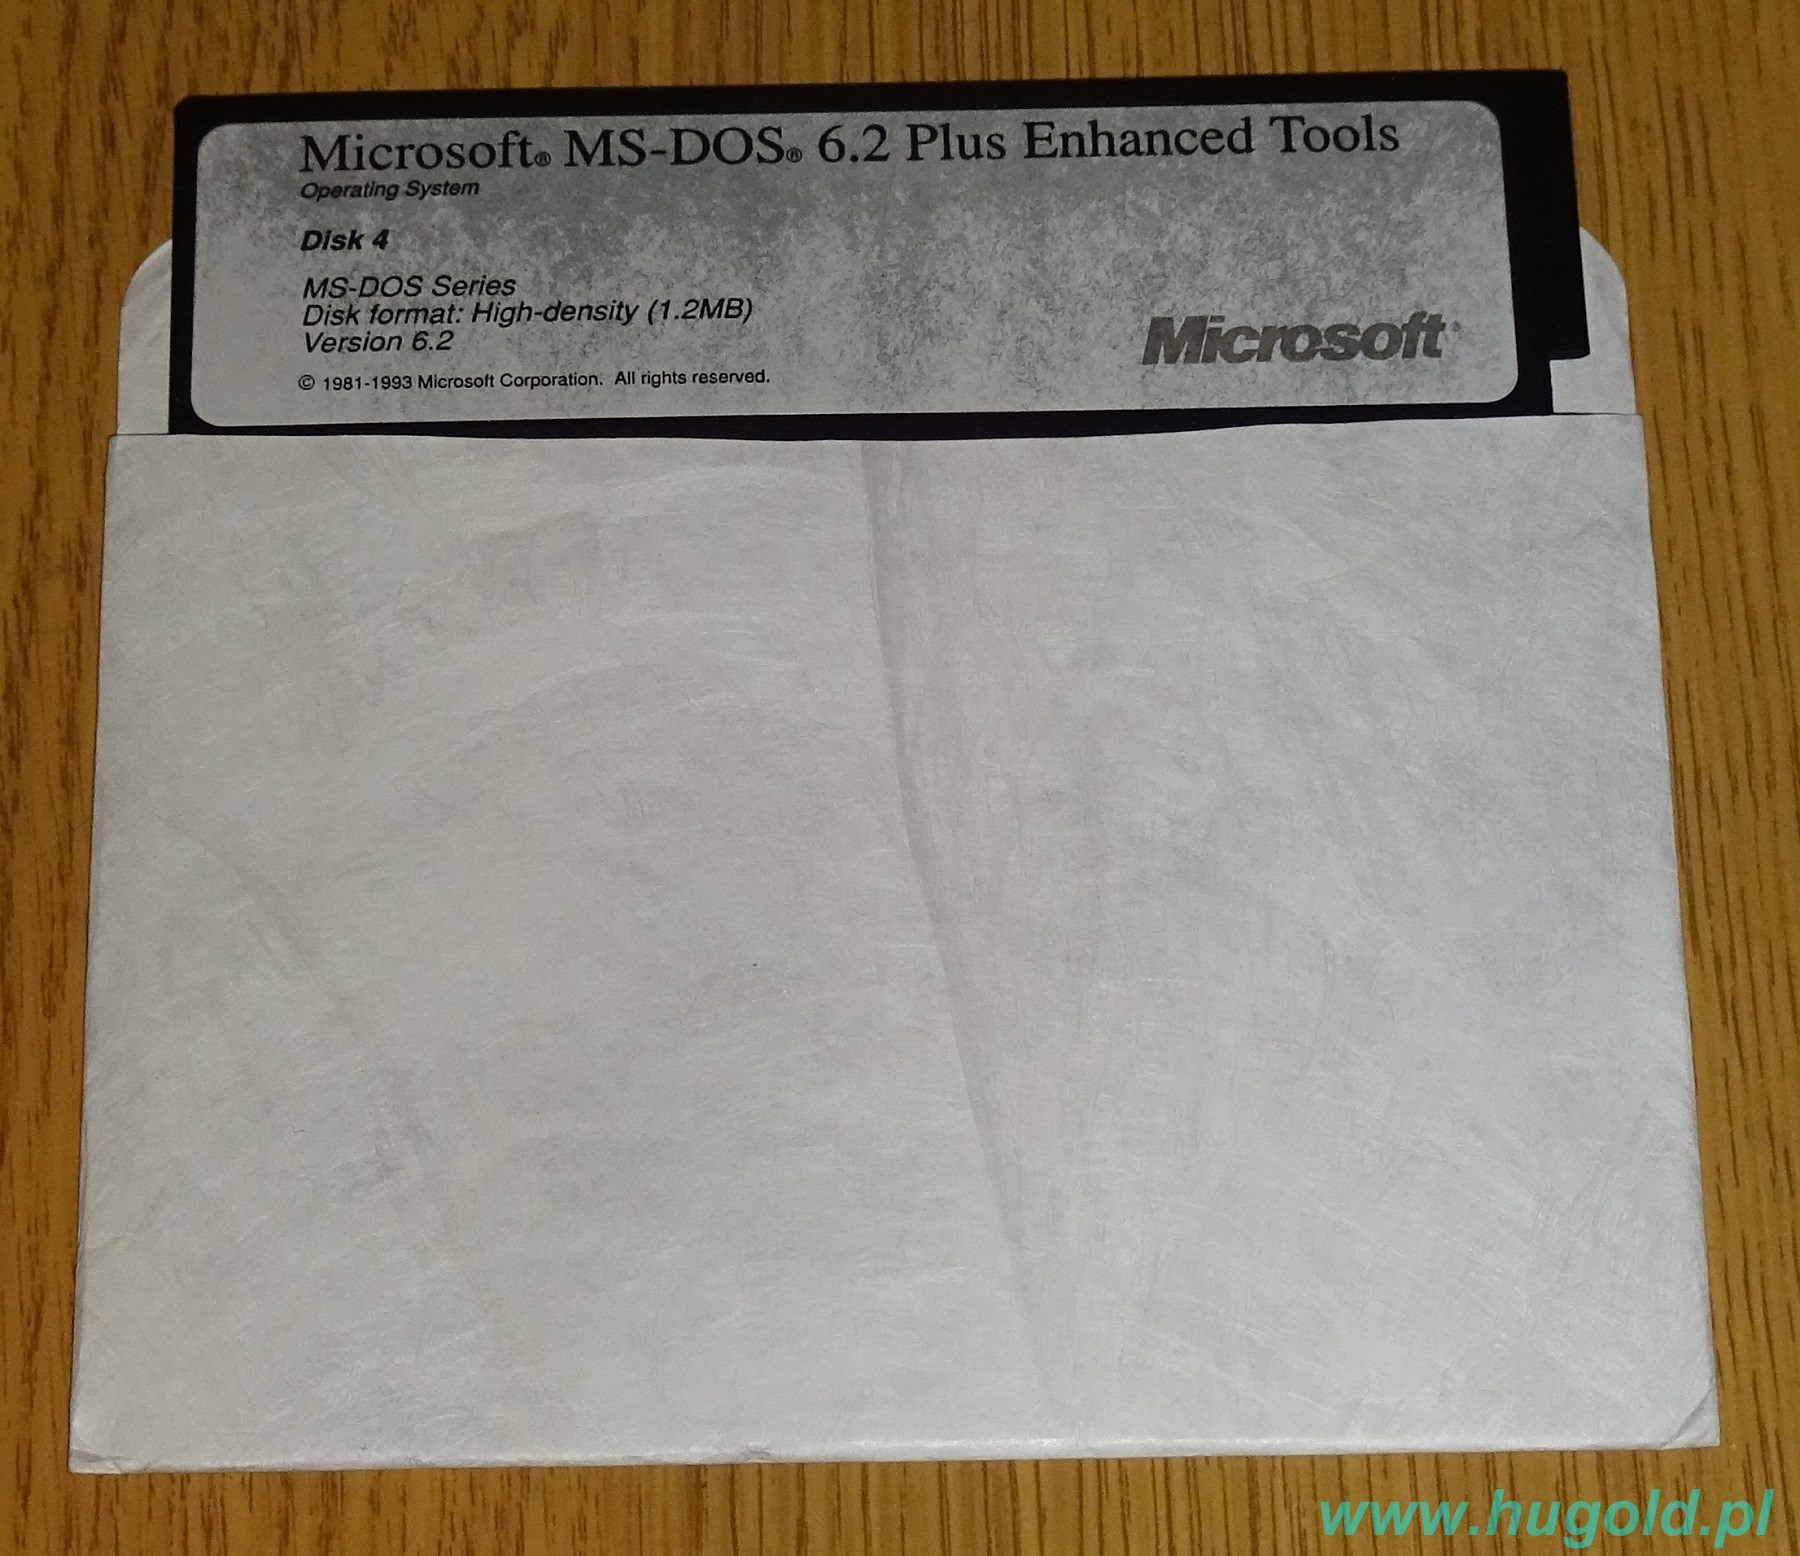 Microsoft® MS-DOS® 6.2 Plus Enhanced Tools
Operating System
Disk 4
MS-DOS Series
Disk format: High-density (1.2MB)
Version 6.2
© 1981-1993 Microsoft Corporation. All rights reserved.
Microsoft®
www.hugold.pl